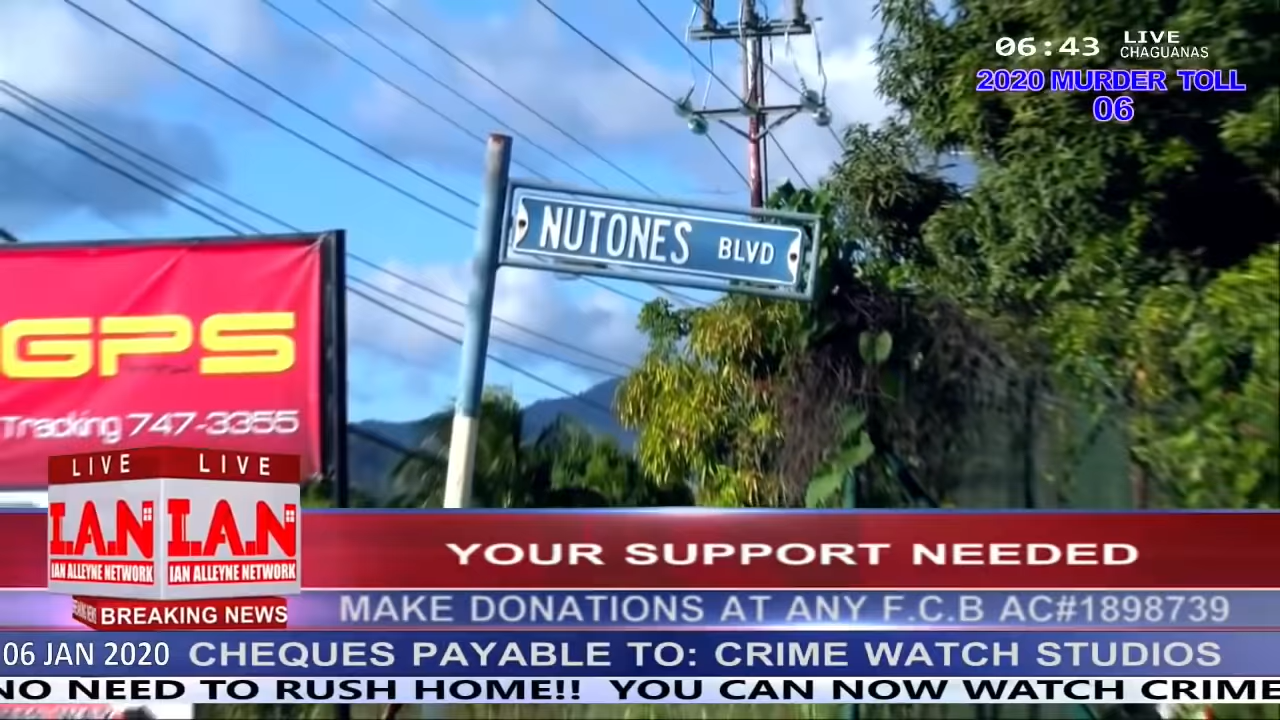 06:43 LIVE
CHAGUANAS
2020 MURDER TOLL
06
NUTONES BLVD
GPS
Tracking 747-3355
LIVE LIVE
I.A.N I.A.N
IAN ALLEYNE NETWORK IAN ALLEYNE NETWORK
BREAKING NEWS BREAKING NEWS
YOUR SUPPORT NEEDED
MAKE DONATIONS AT ANY F.C.B AC#1898739
06 JAN 2020 CHEQUES PAYABLE TO: CRIME WATCH STUDIOS
NO NEED TO RUSH HOME!! YOU CAN NOW WATCH CRIME